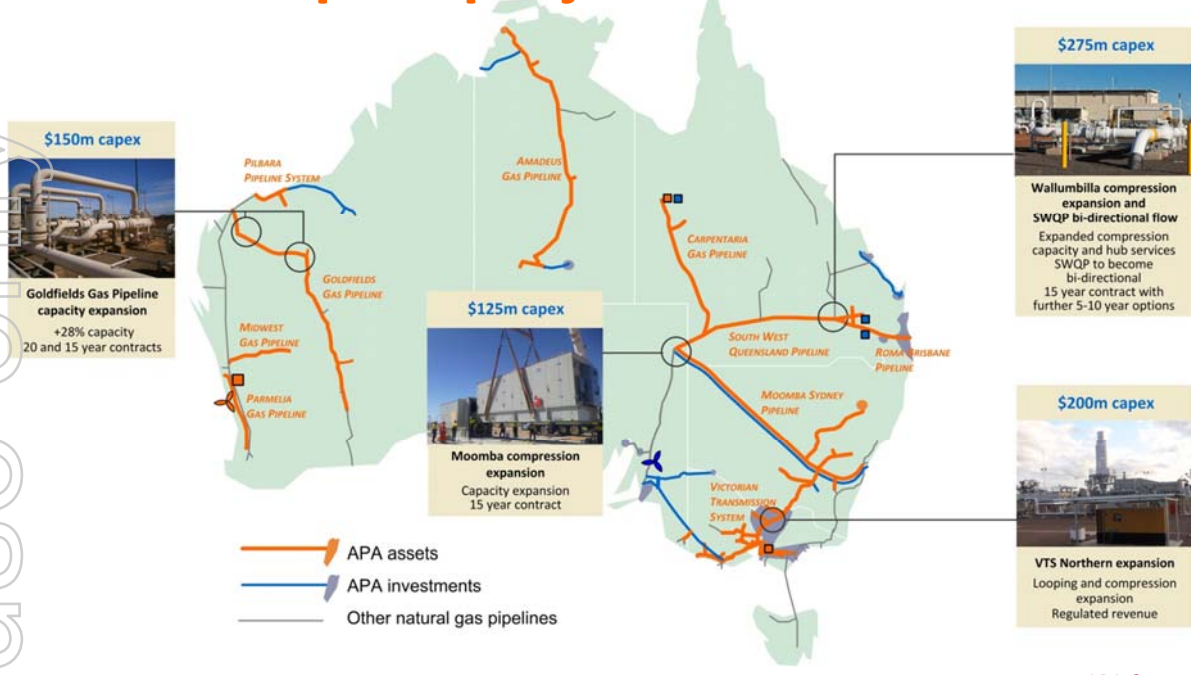 $150m capex
Goldfields Gas Pipeline
capacity expansion
+28% capacity
20 and 15 year contracts
PILBARA
PIPELINE SYSTEM
GOLDFIELDS
GAS PIPELINE
MIDWEST
GAS PIPELINE
PARMELIA
GAS PIPELINE
AMADEUS
GAS PIPELINE
CARPENTARIA
GAS PIPELINE
SOUTH WEST
QUEENSLAND PIPELINE
ROMA BRISBANE
PIPELINE
MOOMBA SYDNEY
PIPELINE
VICTORIAN
TRANSMISSION
SYSTEM
$125m capex
Moomba compression
expansion
Capacity expansion
15 year contract
$275m capex
Wallumbilla compression
expansion and
SWQP bi-directional flow
Expanded compression
capacity and hub services
SWQP to become
bi-directional
15 year contract with
further 5-10 year options
$200m capex
VTS Northern expansion
Looping and compression
expansion
Regulated revenue
APA assets
APA investments
Other natural gas pipelines